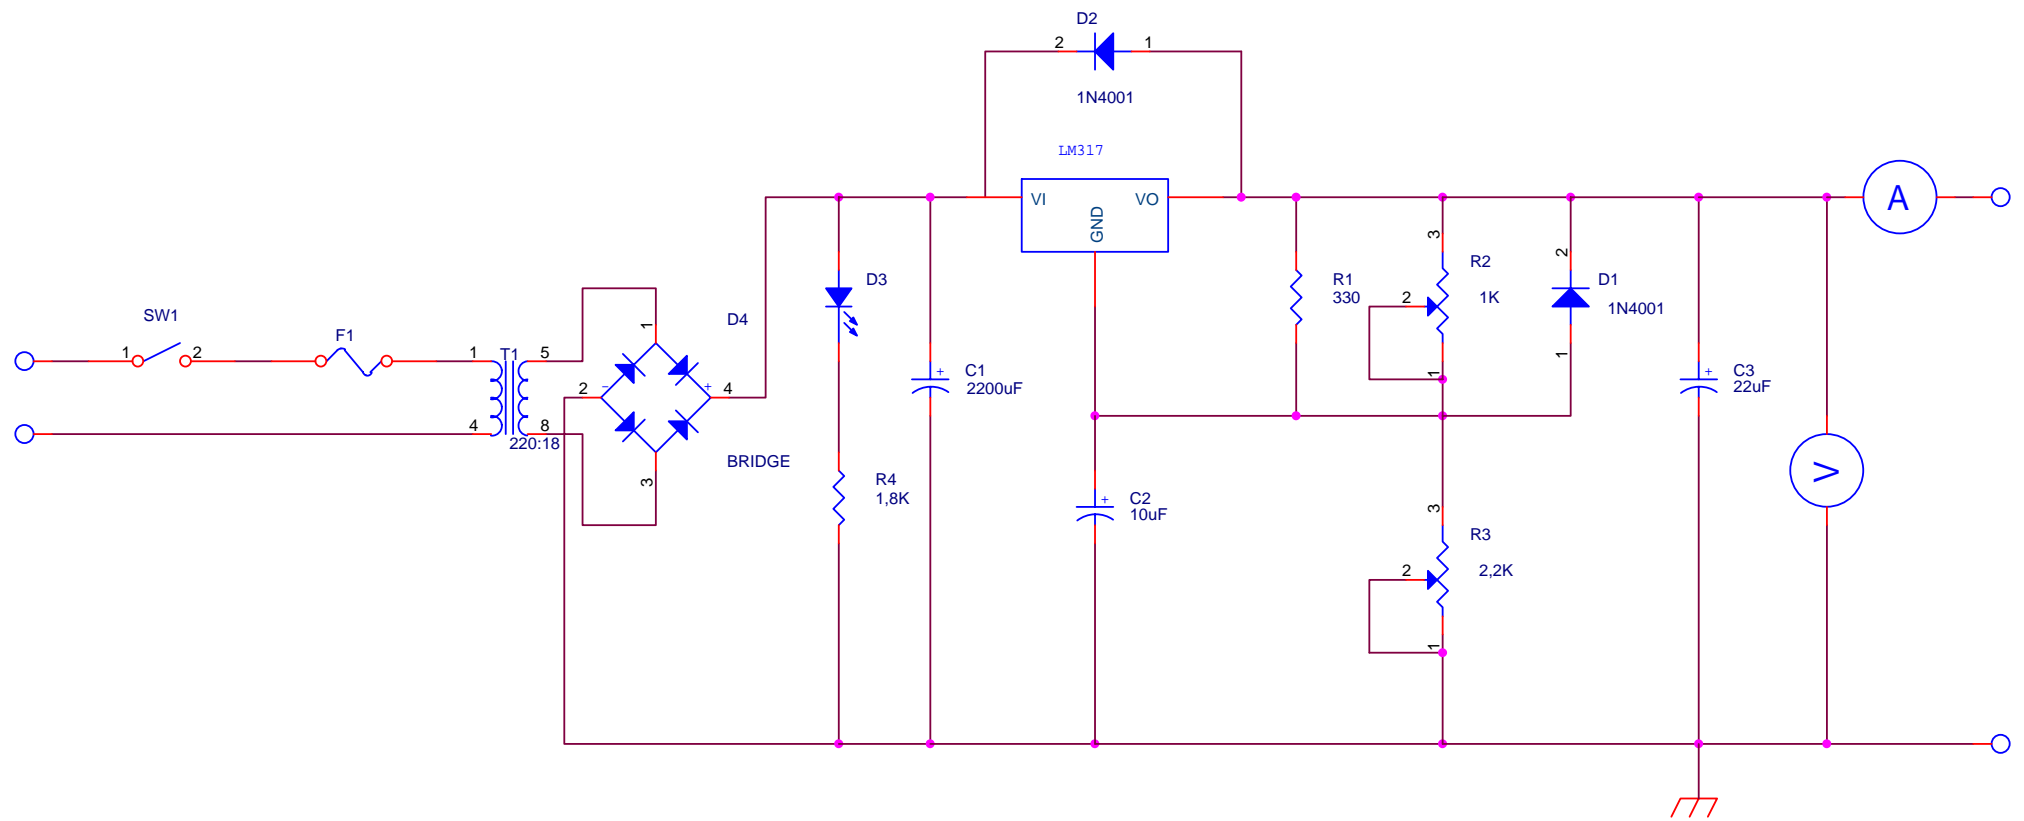 D2
2
1
1N4001
LM317
VI
VO
GND
A
3
R2
1K
2
1
R1
330
2
D1
1N4001
1
D3
SW1
1
2
F1
1
T1
5
4
8
220:18
D4
1
2
-
+
4
3
BRIDGE
+
C1
2200uF
R4
1,8K
+
C2
10uF
3
R3
2,2K
2
1
+
C3
22uF
V